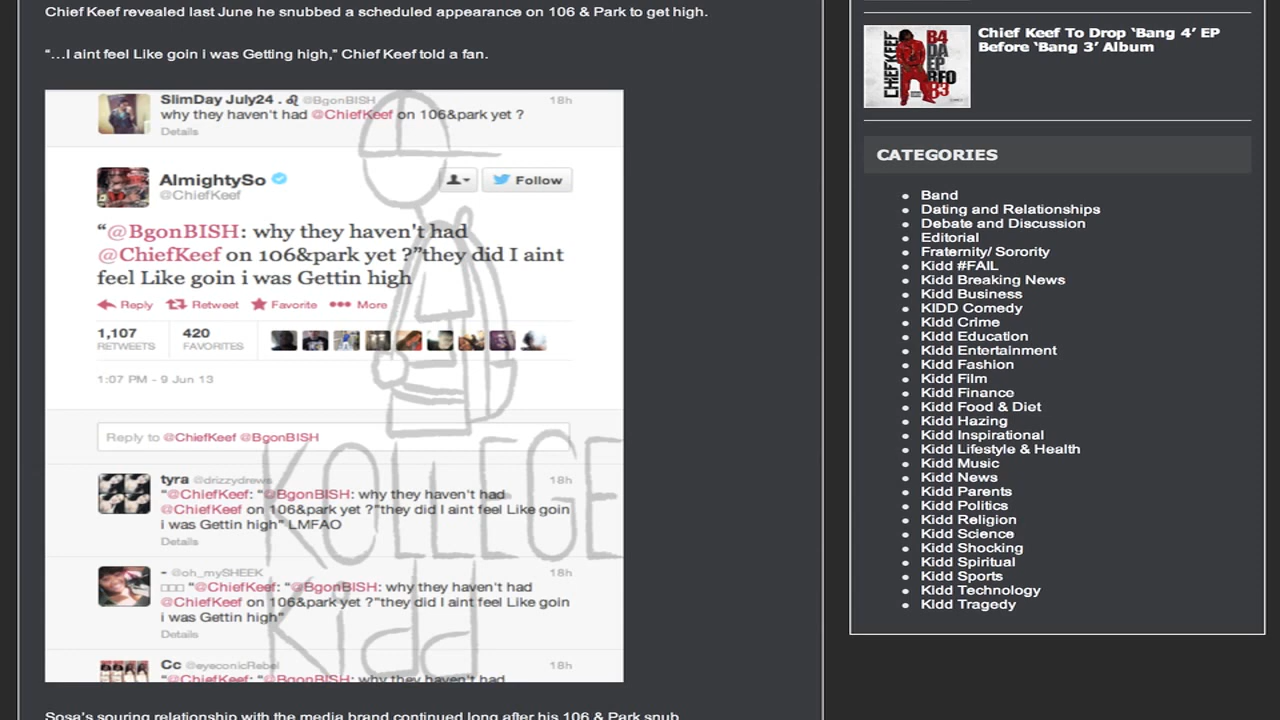 Chief Keef revealed last June he snubbed a scheduled appearance on 106 & Park to get high.
“…I aint feel Like goin i was Getting high,” Chief Keef told a fan.
SlimDay July24 . ♌ @BgonBISH 18h
why they haven't had @ChiefKeef on 106&park yet ?
Details
AlmightySo
@ChiefKeef
Follow
“@BgonBISH: why they haven't had
@ChiefKeef on 106&park yet ?”they did I aint
feel Like goin i was Gettin high
Reply Retweet Favorite More
1,107 420
RETWEETS FAVORITES
1:07 PM - 9 Jun 13
Reply to @ChiefKeef @BgonBISH
tyra @drizzydrews 18h
"@ChiefKeef: "@BgonBISH: why they haven't had
@ChiefKeef on 106&park yet ?"they did I aint feel Like goin
i was Gettin high" LMFAO
Details
- @oh_mySHEEK 18h
□□□ "@ChiefKeef: "@BgonBISH: why they haven't had
@ChiefKeef on 106&park yet ?"they did I aint feel Like goin
i was Gettin high"
Details
Cc @eyeconicRebel 18h
"@ChiefKeef: "@BgonBISH: why they haven't had
KOLLEGE
Kidd
Sosa's souring relationship with the media brand continued long after his 106 & Park snub.
CHIEF KEEF
B4
DA
EP
BFO
B3
Chief Keef To Drop ‘Bang 4’ EP
Before ‘Bang 3’ Album
CATEGORIES
Band
Dating and Relationships
Debate and Discussion
Editorial
Fraternity/ Sorority
Kidd #FAIL
Kidd Breaking News
Kidd Business
KIDD Comedy
Kidd Crime
Kidd Education
Kidd Entertainment
Kidd Fashion
Kidd Film
Kidd Finance
Kidd Food & Diet
Kidd Hazing
Kidd Inspirational
Kidd Lifestyle & Health
Kidd Music
Kidd News
Kidd Parents
Kidd Politics
Kidd Religion
Kidd Science
Kidd Shocking
Kidd Spiritual
Kidd Sports
Kidd Technology
KIdd Tragedy